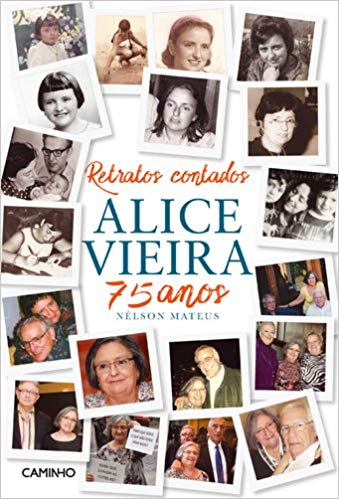 Retratos contados
ALICE
VIEIRA
75 anos
NÉLSON MATEUS
CAMINHO